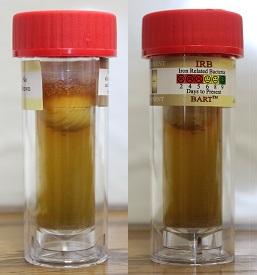 IRB
Iron Related Bacteria
2 4 5 6 8 9
Days to Present
BART™